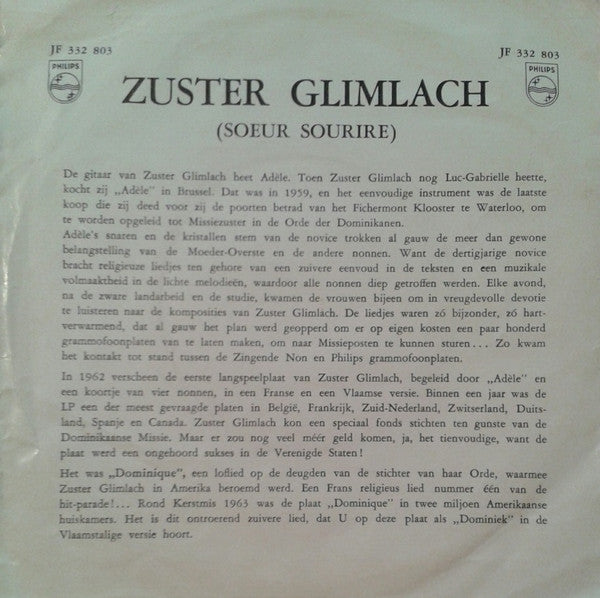 JF 332 803
JF 332 803
PHILIPS
PHILIPS
ZUSTER GLIMLACH
(SOEUR SOURIRE)
De gitaar van Zuster Glimlach heet Adèle. Toen Zuster Glimlach nog Luc-Gabrielle heette,
kocht zij „Adèle” in Brussel. Dat was in 1959, en het eenvoudige instrument was de laatste
koop die zij deed voor zij de poorten betrad van het Fichermont Klooster te Waterloo, om
te worden opgeleid tot Missiezuster in de Orde der Dominikanen.
Adèle's snaren en de kristallen stem van de novice trokken al gauw de meer dan gewone
belangstelling van de Moeder-Overste en de andere nonnen. Want de dertigjarige novice
bracht religieuze liedjes ten gehore van een zuivere eenvoud in de teksten en een muzikale
volmaaktheid in de lichte melodieën, waardoor alle nonnen diep getroffen werden. Elke avond,
na de zware landarbeid en de studie, kwamen de vrouwen bijeen om in vreugdevolle devotie
te luisteren naar de komposities van Zuster Glimlach. De liedjes waren zó bijzonder, zó hart-
verwarmend, dat al gauw het plan werd geopperd om er op eigen kosten een paar honderd
grammofoonplaten van te laten maken, om naar Missieposten te kunnen sturen... Zo kwam
het kontakt tot stand tussen de Zingende Non en Philips grammofoonplaten.
In 1962 verscheen de eerste langspeelplaat van Zuster Glimlach, begeleid door „Adèle” en
een koortje van vier nonnen, in een Franse en een Vlaamse versie. Binnen een jaar was de
LP een der meest gevraagde platen in België, Frankrijk, Zuid-Nederland, Zwitserland, Duits-
land, Spanje en Canada. Zuster Glimlach kon een speciaal fonds stichten ten gunste van de
Dominikaanse Missie. Maar er zou nog veel méér geld komen, ja, het tienvoudige, want de
plaat werd een ongehoord sukses in de Verenigde Staten!
Het was „Dominique”, een loflied op de deugden van de stichter van haar Orde, waarmee
Zuster Glimlach in Amerika beroemd werd. Een Frans religieus lied nummer één van de
hit-parade!... Rond Kerstmis 1963 was de plaat „Dominique” in twee miljoen Amerikaanse
huiskamers. Het is dit ontroerend zuivere lied, dat U op deze plaat als „Dominiek” in de
Vlaamstalige versie hoort.